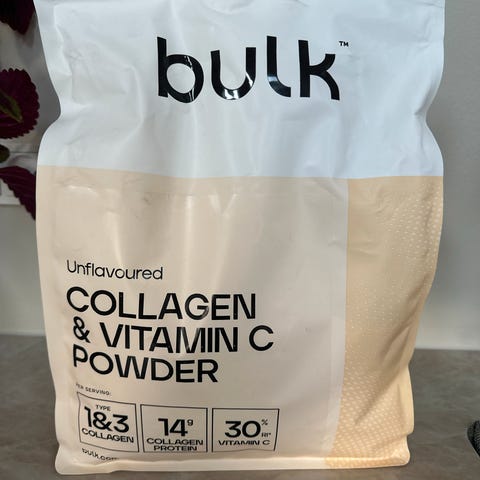 bulk™
Unflavoured
COLLAGEN
& VITAMIN C
POWDER
PER SERVING:
TYPE
1&3
COLLAGEN
14g
COLLAGEN
PROTEIN
30%
RI*
VITAMIN C
bulk.com